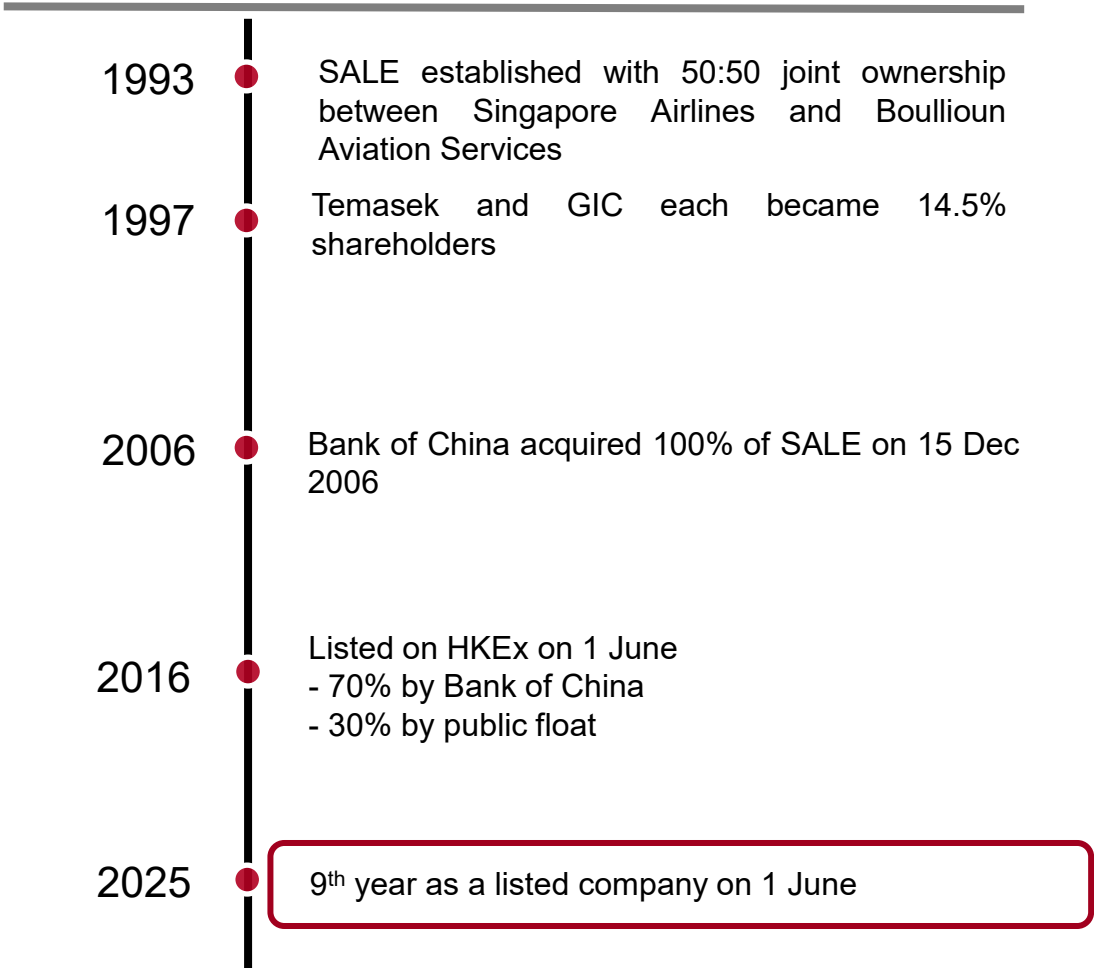 1993
SALE established with 50:50 joint ownership
between Singapore Airlines and Boullioun
Aviation Services
1997
Temasek and GIC each became 14.5%
shareholders
2006
Bank of China acquired 100% of SALE on 15 Dec
2006
2016
Listed on HKEx on 1 June
- 70% by Bank of China
- 30% by public float
2025
9th year as a listed company on 1 June